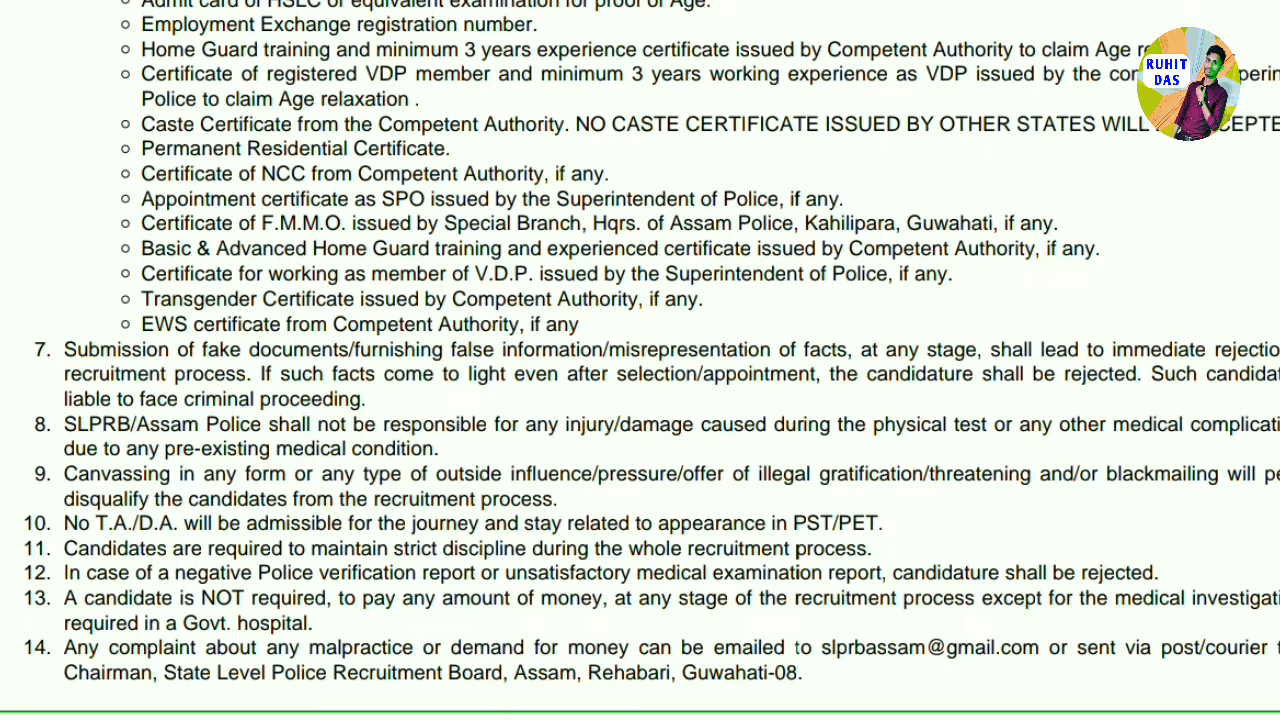 Admit card of HSLC or equivalent examination for proof of Age.
Employment Exchange registration number.
Home Guard training and minimum 3 years experience certificate issued by Competent Authority to claim Age
Certificate of registered VDP member and minimum 3 years working experience as VDP issued by the
Police to claim Age relaxation .
Caste Certificate from the Competent Authority. NO CASTE CERTIFICATE ISSUED BY OTHER STATES WILL
RUHIT
DAS
Permanent Residential Certificate.
Certificate of NCC from Competent Authority, if any.
Appointment certificate as SPO issued by the Superintendent of Police, if any.
Certificate of F.M.M.O. issued by Special Branch, Hqrs. of Assam Police, Kahilipara, Guwahati, if any.
Basic & Advanced Home Guard training and experienced certificate issued by Competent Authority, if any.
Certificate for working as member of V.D.P. issued by the Superintendent of Police, if any.
Transgender Certificate issued by Competent Authority, if any.
EWS certificate from Competent Authority, if any
7. Submission of fake documents/furnishing false information/misrepresentation of facts, at any stage, shall lead to immediate rejectio
recruitment process. If such facts come to light even after selection/appointment, the candidature shall be rejected. Such candidat
liable to face criminal proceeding.
8. SLPRB/Assam Police shall not be responsible for any injury/damage caused during the physical test or any other medical complicati
due to any pre-existing medical condition.
9. Canvassing in any form or any type of outside influence/pressure/offer of illegal gratification/threatening and/or blackmailing will pe
disqualify the candidates from the recruitment process.
10. No T.A./D.A. will be admissible for the journey and stay related to appearance in PST/PET.
11. Candidates are required to maintain strict discipline during the whole recruitment process.
12. In case of a negative Police verification report or unsatisfactory medical examination report, candidature shall be rejected.
13. A candidate is NOT required, to pay any amount of money, at any stage of the recruitment process except for the medical investigati
required in a Govt. hospital.
14. Any complaint about any malpractice or demand for money can be emailed to slprbassam@gmail.com or sent via post/courier t
Chairman, State Level Police Recruitment Board, Assam, Rehabari, Guwahati-08.